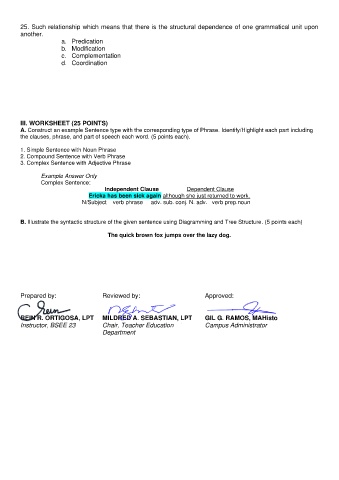 25. Such relationship which means that there is the structural dependence of one grammatical unit upon
another.
a. Predication
b. Modification
c. Complementation
d. Coordination
III. WORKSHEET (25 POINTS)
A. Construct an example Sentence type with the corresponding type of Phrase. Identify/Highlight each part including
the clauses, phrase, and part of speech each word. (5 points each).
1. Simple Sentence with Noun Phrase
2. Compound Sentence with Verb Phrase
3. Complex Sentence with Adjective Phrase
Example Answer Only
Complex Sentence:
Independent Clause Dependent Clause
Ericka has been sick again although she just returned to work.
N/Subject verb phrase adv. sub. conj. N. adv. verb prep.noun
B. Illustrate the syntactic structure of the given sentence using Diagramming and Tree Structure. (5 points each)
The quick brown fox jumps over the lazy dog.
Prepared by: Reviewed by: Approved:
REIN R. ORTIGOSA, LPT MILDRED A. SEBASTIAN, LPT GIL G. RAMOS, MAHisto
Instructor, BSEE 23 Chair. Teacher Education Campus Administrator
Department